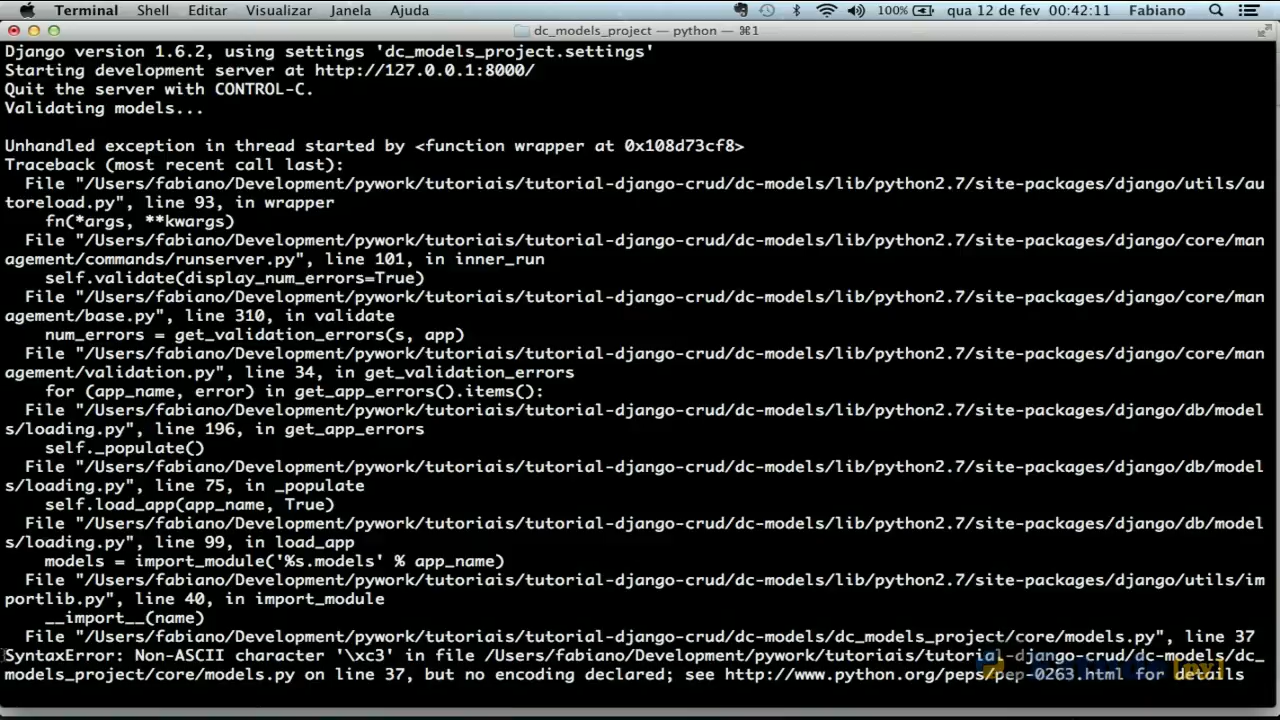 Terminal Shell Editar Visualizar Janela Ajuda 100% qua 12 de fev 00:42:11 Fabiano
dc_models_project — python — ⌘1
Django version 1.6.2, using settings 'dc_models_project.settings'
Starting development server at http://127.0.0.1:8000/
Quit the server with CONTROL-C.
Validating models...
Unhandled exception in thread started by <function wrapper at 0x108d73cf8>
Traceback (most recent call last):
File "/Users/fabiano/Development/pywork/tutoriais/tutorial-django-crud/dc-models/lib/python2.7/site-packages/django/utils/au
toreload.py", line 93, in wrapper
fn(*args, **kwargs)
File "/Users/fabiano/Development/pywork/tutoriais/tutorial-django-crud/dc-models/lib/python2.7/site-packages/django/core/man
agement/commands/runserver.py", line 101, in inner_run
self.validate(display_num_errors=True)
File "/Users/fabiano/Development/pywork/tutoriais/tutorial-django-crud/dc-models/lib/python2.7/site-packages/django/core/man
agement/base.py", line 310, in validate
num_errors = get_validation_errors(s, app)
File "/Users/fabiano/Development/pywork/tutoriais/tutorial-django-crud/dc-models/lib/python2.7/site-packages/django/core/man
agement/validation.py", line 34, in get_validation_errors
for (app_name, error) in get_app_errors().items():
File "/Users/fabiano/Development/pywork/tutoriais/tutorial-django-crud/dc-models/lib/python2.7/site-packages/django/db/model
s/loading.py", line 196, in get_app_errors
self._populate()
File "/Users/fabiano/Development/pywork/tutoriais/tutorial-django-crud/dc-models/lib/python2.7/site-packages/django/db/model
s/loading.py", line 75, in _populate
self.load_app(app_name, True)
File "/Users/fabiano/Development/pywork/tutoriais/tutorial-django-crud/dc-models/lib/python2.7/site-packages/django/db/model
s/loading.py", line 99, in load_app
models = import_module('%s.models' % app_name)
File "/Users/fabiano/Development/pywork/tutoriais/tutorial-django-crud/dc-models/lib/python2.7/site-packages/django/utils/im
portlib.py", line 40, in import_module
__import__(name)
File "/Users/fabiano/Development/pywork/tutoriais/tutorial-django-crud/dc-models/dc_models_project/core/models.py", line 37
SyntaxError: Non-ASCII character '\xc3' in file /Users/fabiano/Development/pywork/tutoriais/tutorial-django-crud/dc-models/dc_
models_project/core/models.py on line 37, but no encoding declared; see http://www.python.org/peps/pep-0263.html for details